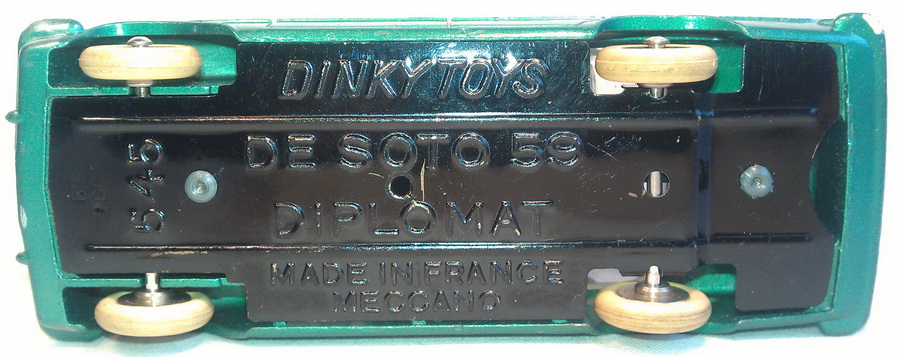 DINKY TOYS
DE SOTO 59
545
DIPLOMAT
MADE IN FRANCE
MECCANO